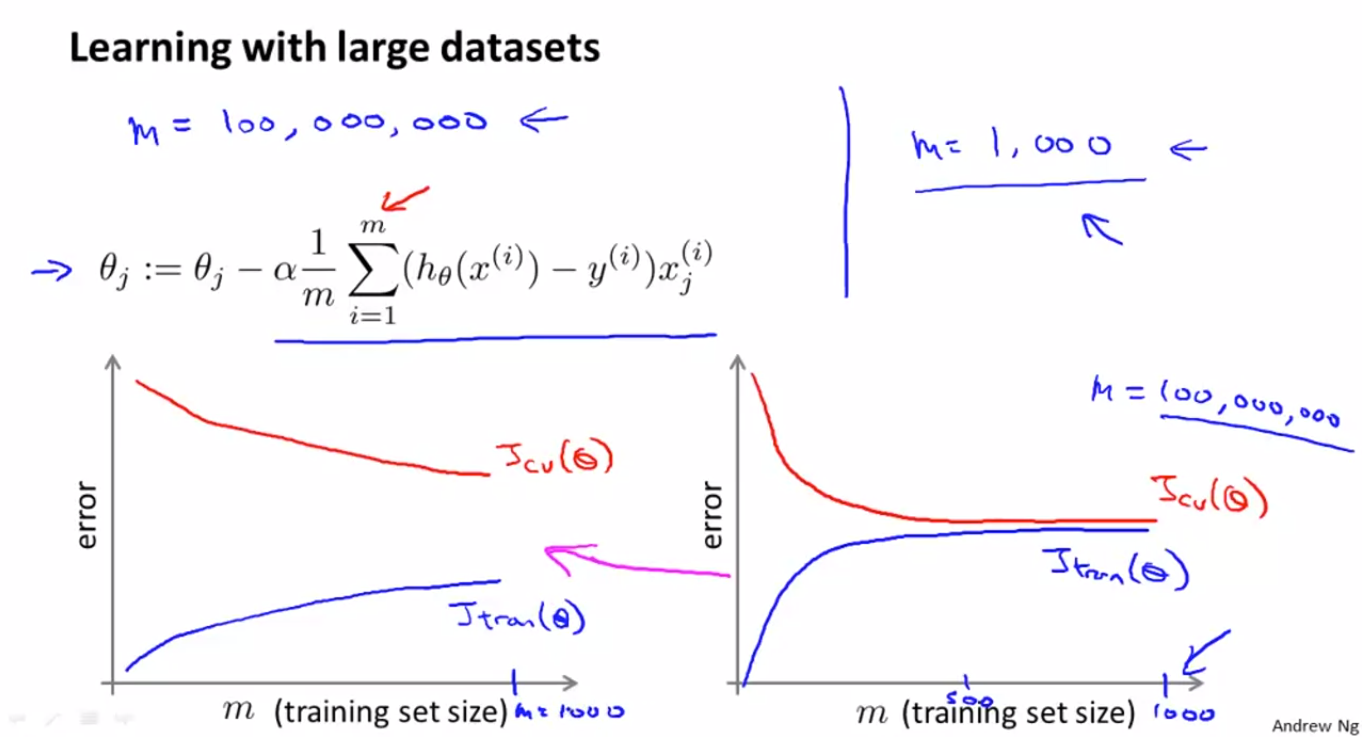 Learning with large datasets
m = 100,000,000 ←
m = 1,000 ←
→ θ_j := θ_j − α (1/m) ∑_{i=1}^{m} (h_θ(x^{(i)}) − y^{(i)}) x_j^{(i)}
error
J_cv(θ)
J_train(θ)
m (training set size) m = 1000
M = 100,000,000
error
J_cv(θ)
J_train(θ)
500
m (training set size) 1000
Andrew Ng